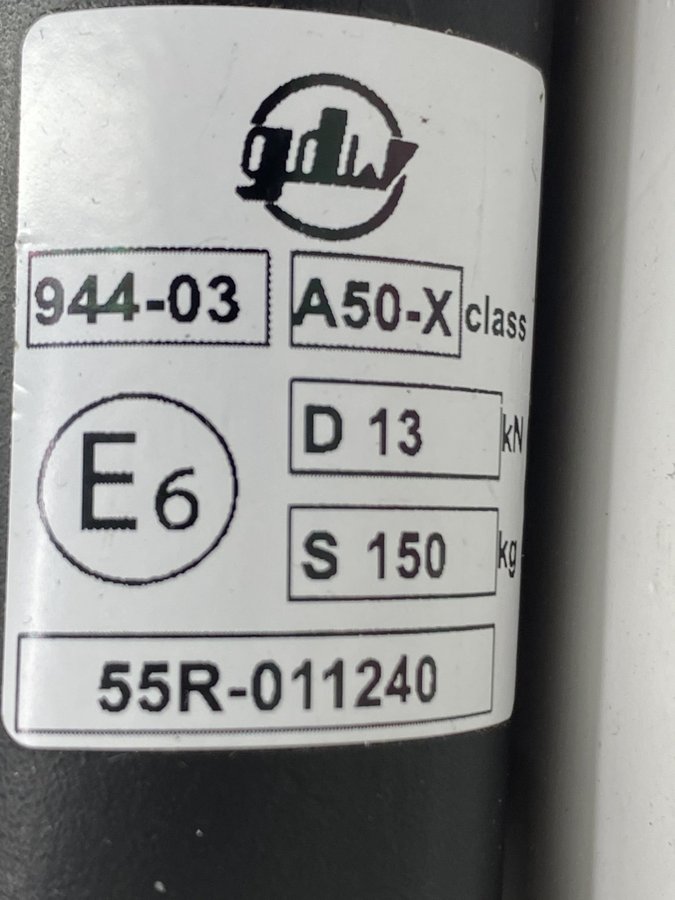 gdw
944-03 A50-X class
E6 D 13 kN
S 150 kg
55R-011240